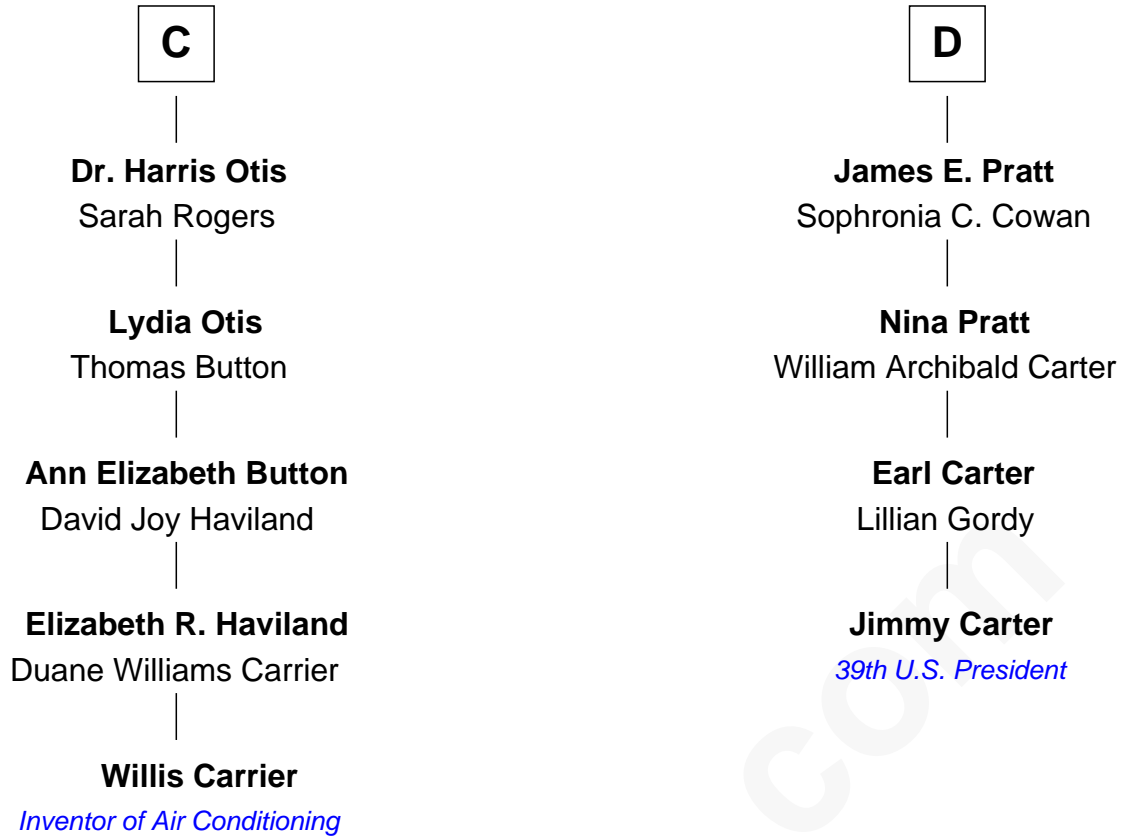 C
Dr. Harris Otis
Sarah Rogers
Lydia Otis
Thomas Button
Ann Elizabeth Button
David Joy Haviland
Elizabeth R. Haviland
Duane Williams Carrier
Willis Carrier
Inventor of Air Conditioning
D
James E. Pratt
Sophronia C. Cowan
Nina Pratt
William Archibald Carter
Earl Carter
Lillian Gordy
Jimmy Carter
39th U.S. President
com